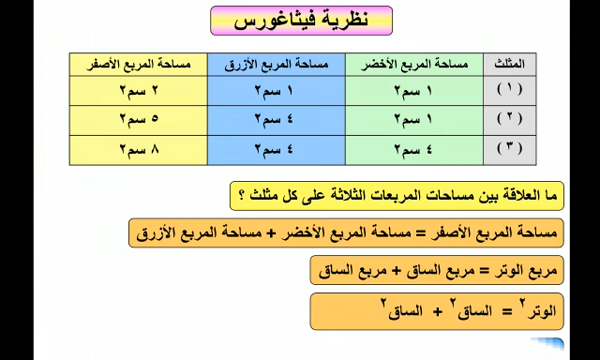 نظرية فيثاغورس
المثلث مساحة المربع الأخضر مساحة المربع الأزرق مساحة المربع الأصفر
(١) ١ سم٢ ١ سم٢ ٢ سم٢
(٢) ١ سم٢ ٤ سم٢ ٥ سم٢
(٣) ٤ سم٢ ٤ سم٢ ٨ سم٢
ما العلاقة بين مساحات المربعات الثلاثة على كل مثلث ؟
مساحة المربع الأصفر = مساحة المربع الأخضر + مساحة المربع الأزرق
مربع الوتر = مربع الساق + مربع الساق
الوتر٢ = الساق٢ + الساق٢